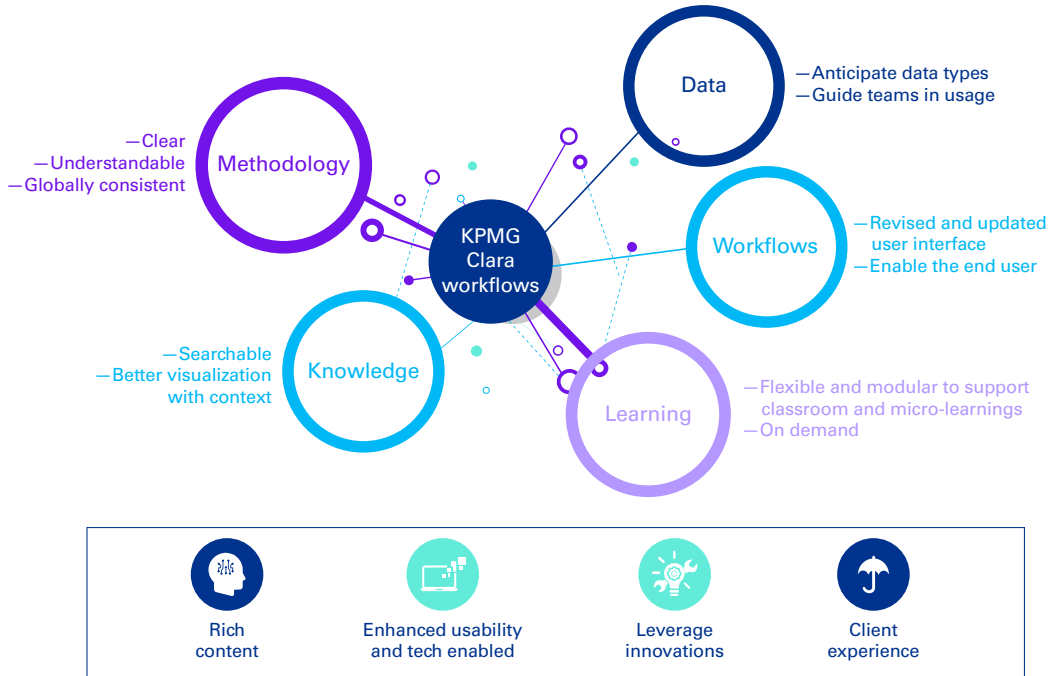 Data
—Anticipate data types
—Guide teams in usage
Methodology
—Clear
—Understandable
—Globally consistent
KPMG
Clara
workflows
Workflows
—Revised and updated
user interface
—Enable the end user
Knowledge
—Searchable
—Better visualization
with context
Learning
—Flexible and modular to support
classroom and micro-learnings
—On demand
Rich
content
Enhanced usability
and tech enabled
Leverage
innovations
Client
experience